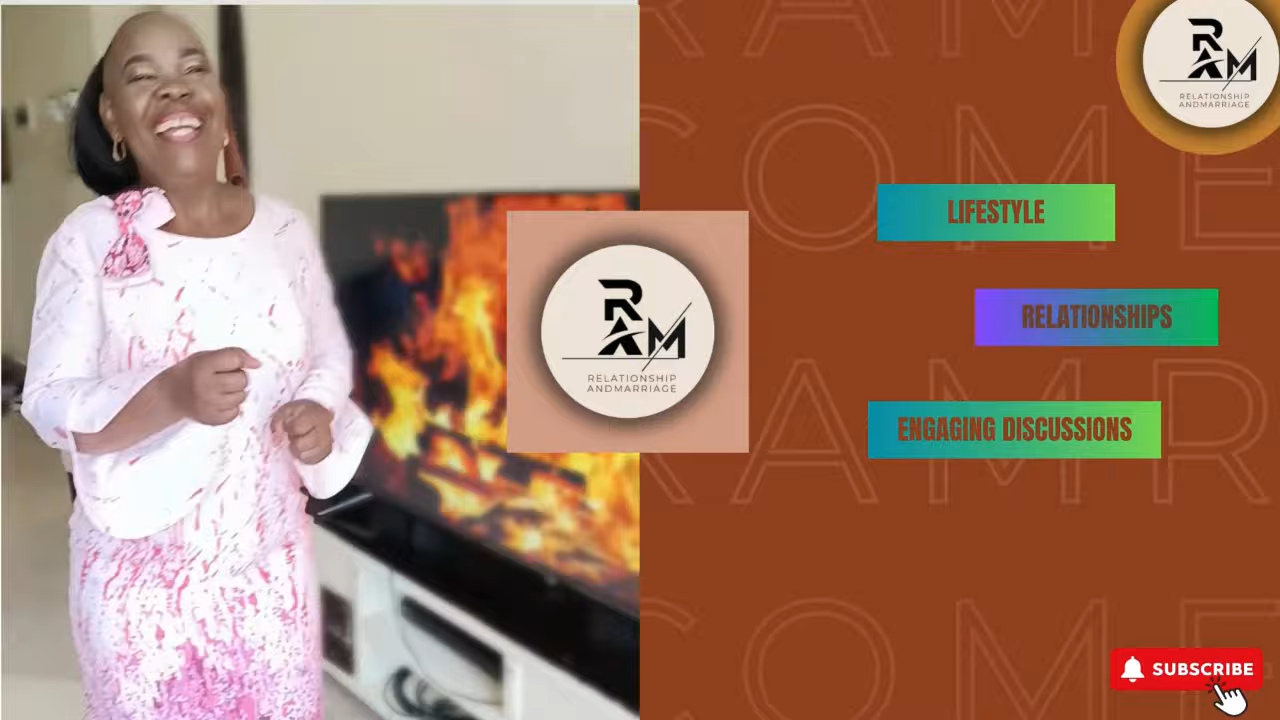 RAM
RELATIONSHIP
ANDMARRIAGE
RAM
RELATIONSHIP
ANDMARRIAGE
LIFESTYLE
RELATIONSHIPS
ENGAGING DISCUSSIONS
SUBSCRIBE